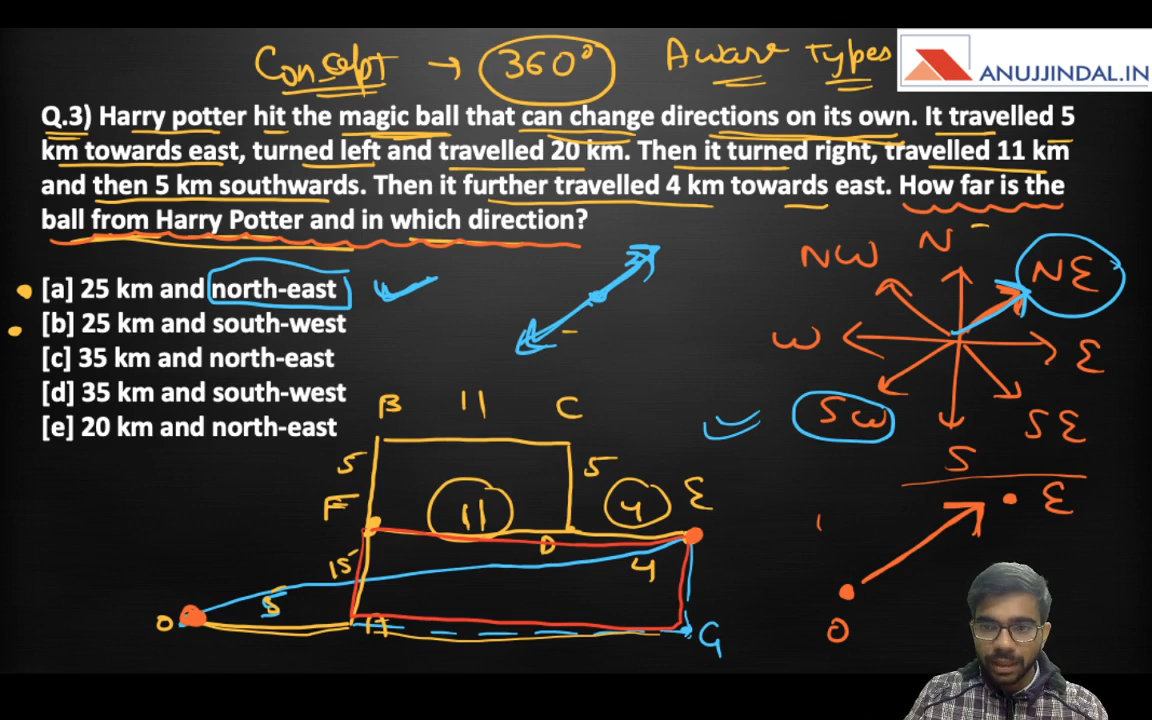 Concept → 360° Aware Types
ANUJJINDAL.IN
Q.3) Harry potter hit the magic ball that can change directions on its own. It travelled 5
km towards east, turned left and travelled 20 km. Then it turned right, travelled 11 km
and then 5 km southwards. Then it further travelled 4 km towards east. How far is the
ball from Harry Potter and in which direction?
[a] 25 km and north-east
[b] 25 km and south-west
[c] 35 km and north-east
[d] 35 km and south-west
[e] 20 km and north-east
NW N NE
W E
SW S SE
B 11 C
5 5
F 11 4 E
D
15 4
O 5 A G
E
O